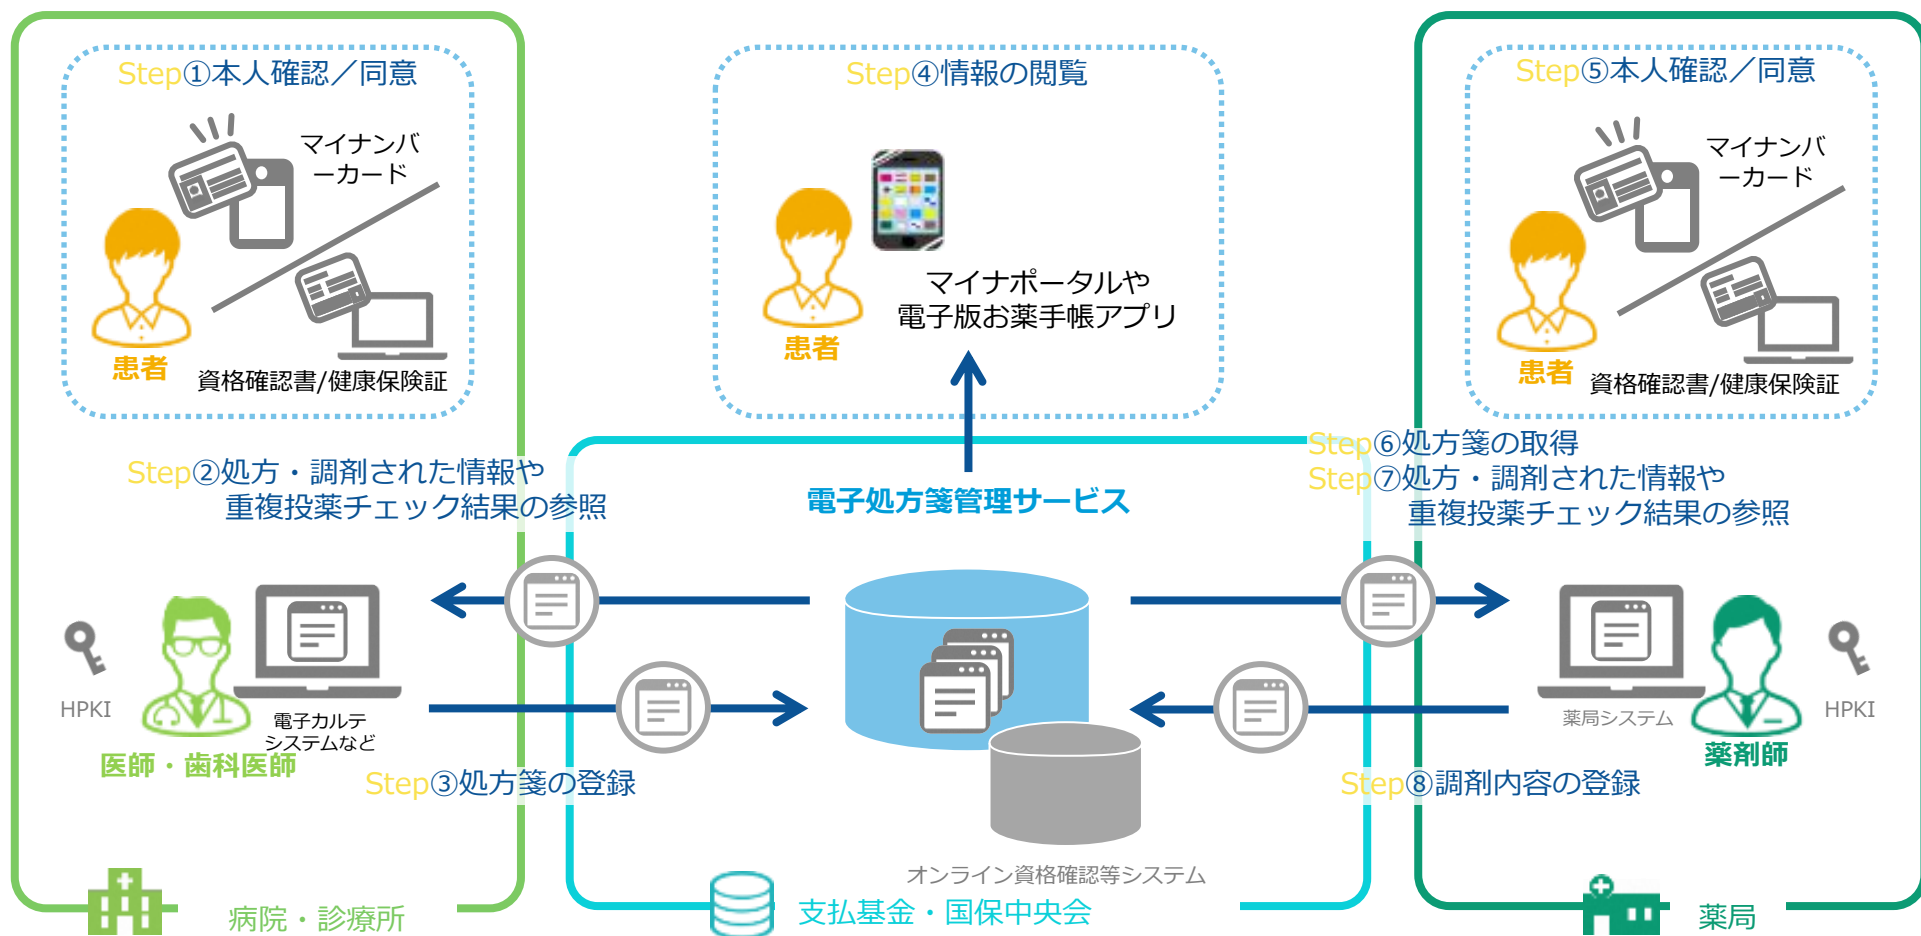 Step①本人確認／同意
マイナンバ
ーカード
患者
資格確認書/健康保険証
Step②処方・調剤された情報や
重複投薬チェック結果の参照
HPKI
電子カルテ
システムなど
医師・歯科医師
Step③処方箋の登録
病院・診療所
Step④情報の閲覧
マイナポータルや
電子版お薬手帳アプリ
患者
電子処方箋管理サービス
オンライン資格確認等システム
支払基金・国保中央会
Step⑤本人確認／同意
マイナンバ
ーカード
患者
資格確認書/健康保険証
Step⑥処方箋の取得
Step⑦処方・調剤された情報や
重複投薬チェック結果の参照
薬局システム
HPKI
薬剤師
Step⑧調剤内容の登録
薬局